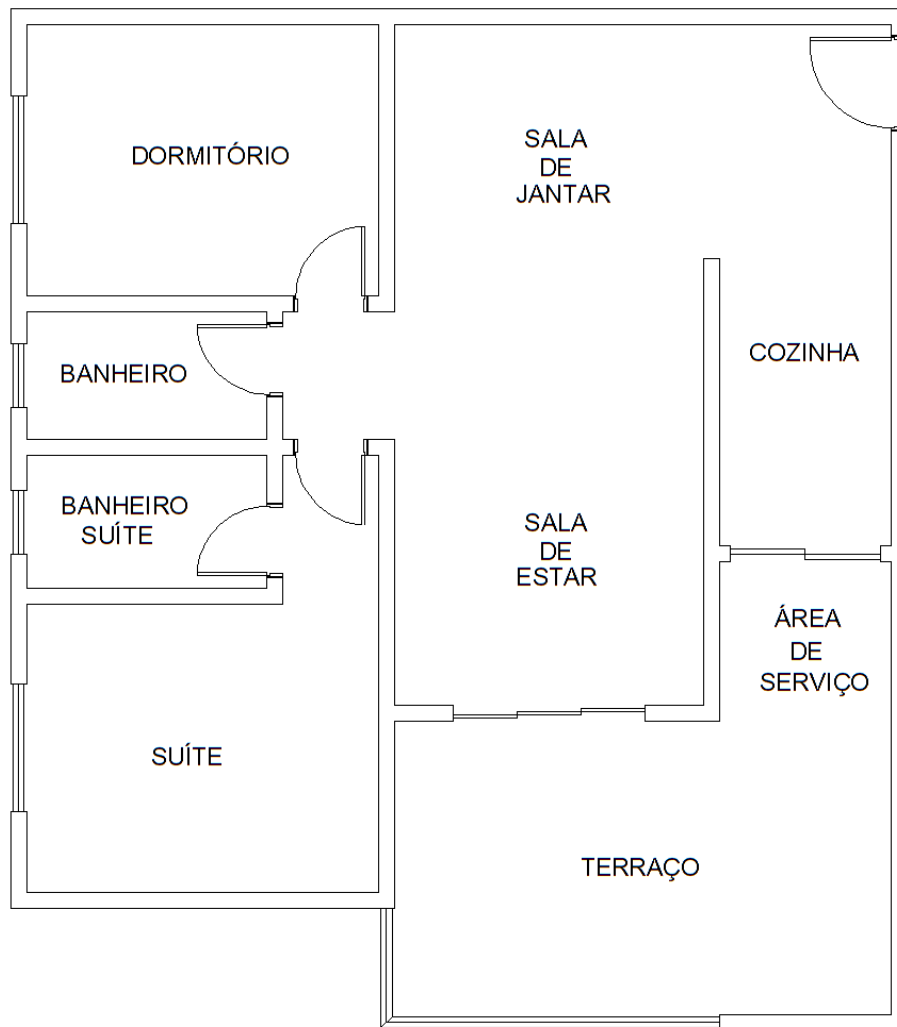 DORMITÓRIO
SALA
DE
JANTAR
BANHEIRO
COZINHA
BANHEIRO
SUÍTE
SALA
DE
ESTAR
ÁREA
DE
SERVIÇO
SUÍTE
TERRAÇO